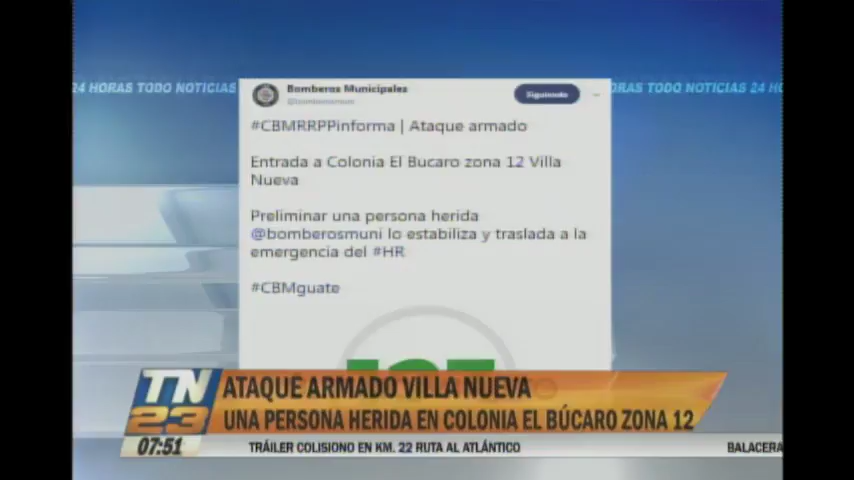 24 HORAS TODO NOTICIAS
ORAS TODO NOTICIAS 24 HO
Bomberos Municipales
@bomberosmuni
Siguiendo
#CBMRRPPinforma | Ataque armado
Entrada a Colonia El Bucaro zona 12 Villa
Nueva
Preliminar una persona herida
@bomberosmuni lo estabiliza y traslada a la
emergencia del #HR
#CBMguate
TN
23
ATAQUE ARMADO VILLA NUEVA
UNA PERSONA HERIDA EN COLONIA EL BÚCARO ZONA 12
07:51
TRÁILER COLISIONO EN KM. 22 RUTA AL ATLÁNTICO
BALACERA